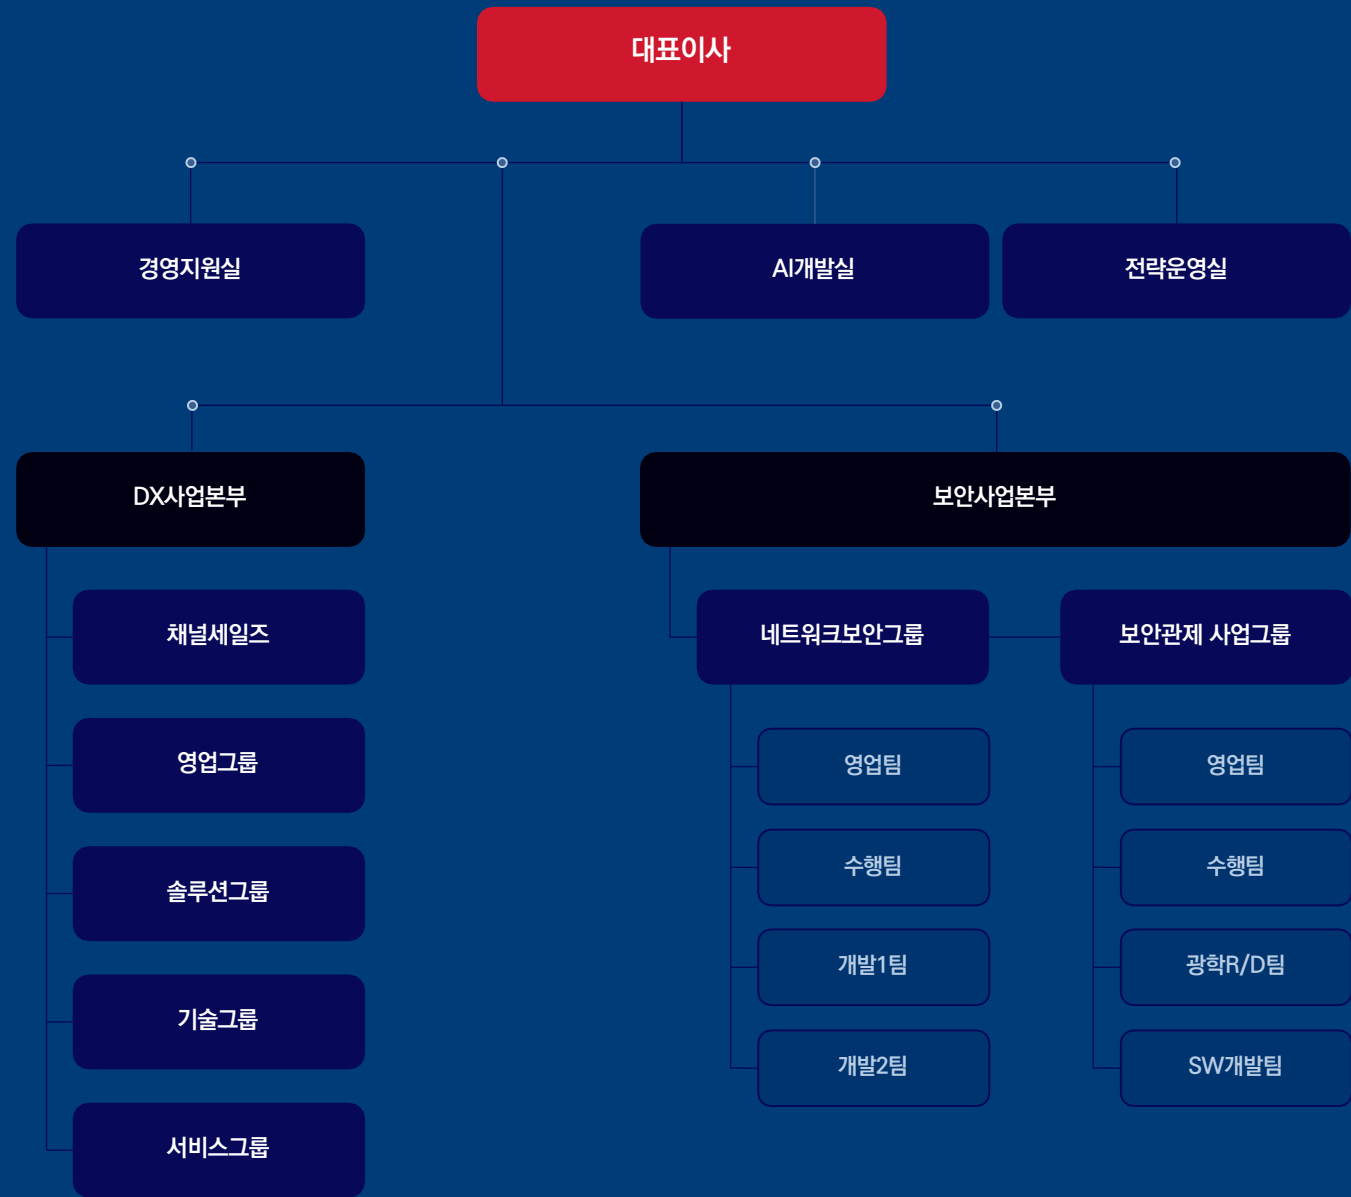 대표이사
경영지원실
AI개발실
전략운영실
DX사업본부
보안사업본부
채널세일즈
영업그룹
솔루션그룹
기술그룹
서비스그룹
네트워크보안그룹
영업팀
수행팀
개발1팀
개발2팀
보안관제 사업그룹
영업팀
수행팀
광학R/D팀
SW개발팀